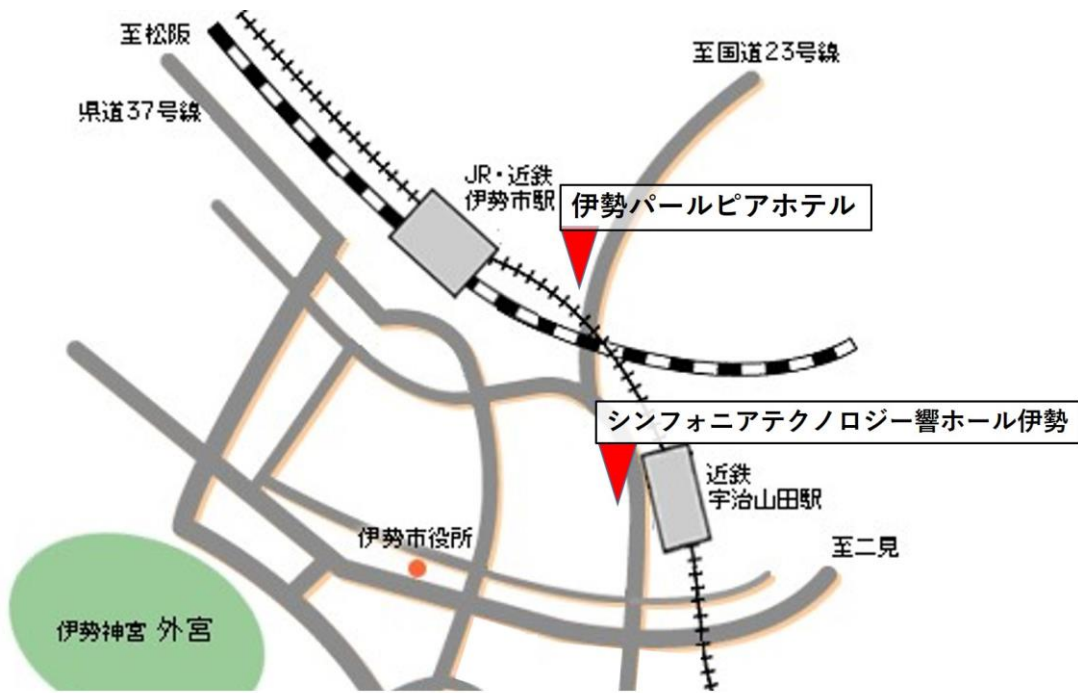 至松阪
至国道23号線
県道37号線
JR・近鉄
伊勢市駅
伊勢パールピアホテル
シンフォニアテクノロジー響ホール伊勢
近鉄
宇治山田駅
伊勢市役所
至二見
伊勢神宮 外宮